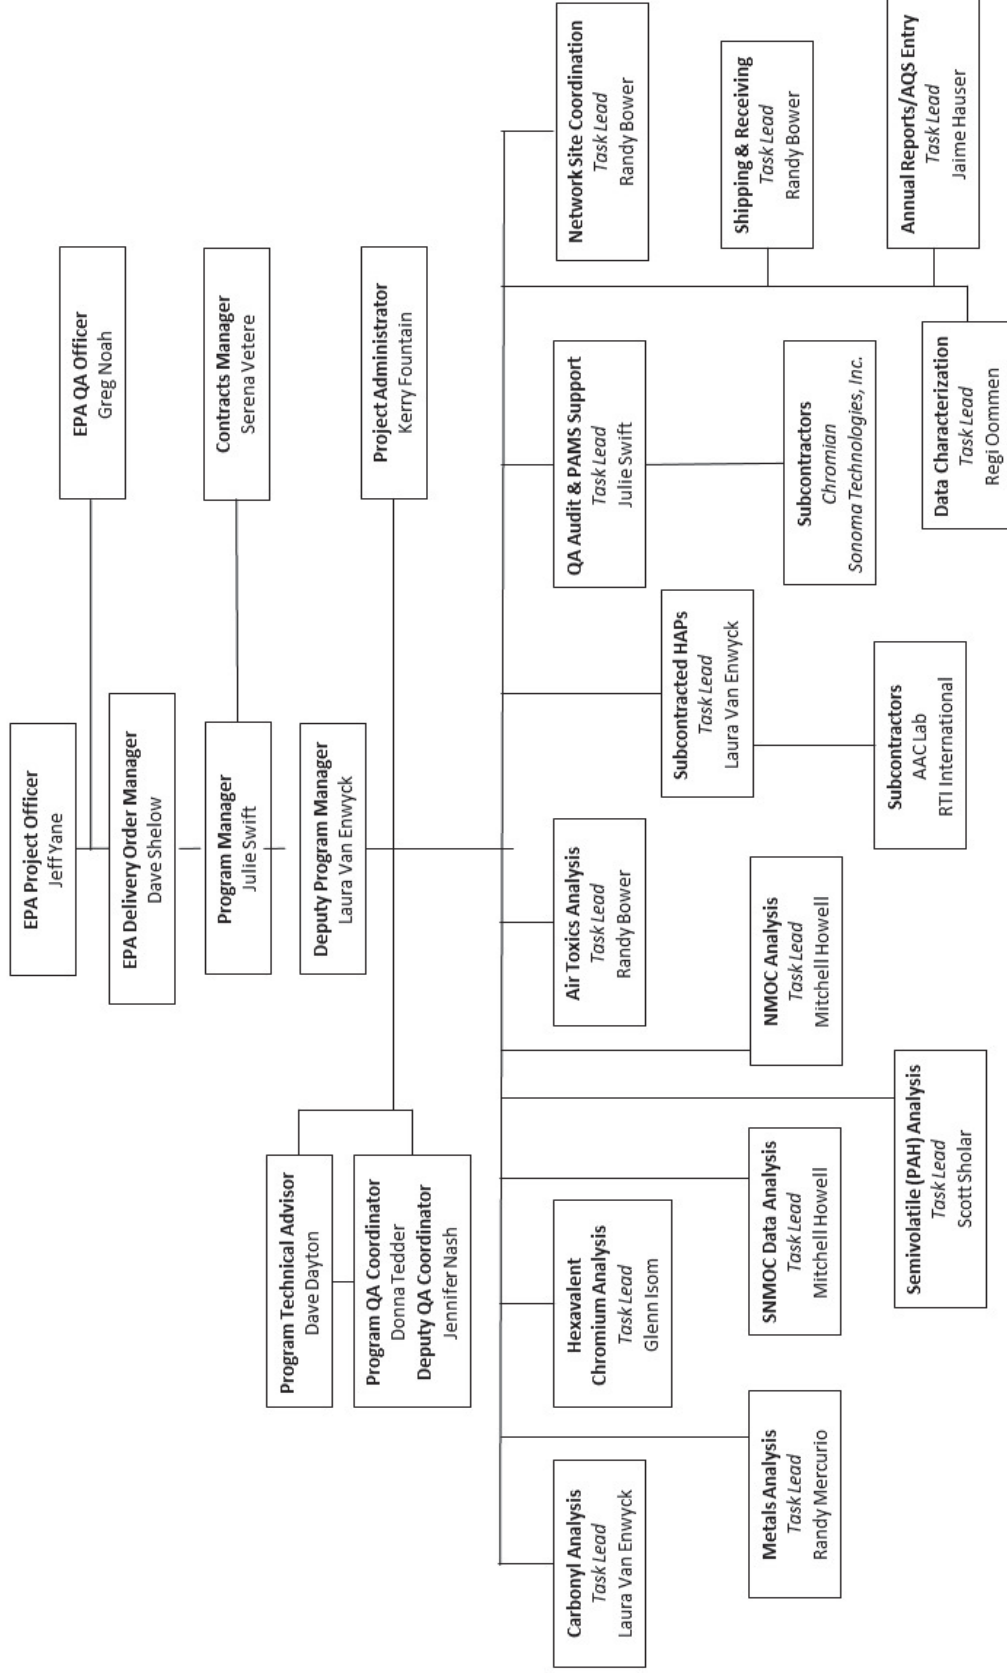 EPA Project Officer
Jeff Yane
EPA QA Officer
Greg Noah
EPA Delivery Order Manager
Dave Shelow
Program Manager
Julie Swift
Contracts Manager
Serena Vetere
Deputy Program Manager
Laura Van Enwyck
Project Administrator
Kerry Fountain
Program Technical Advisor
Dave Dayton
Program QA Coordinator
Donna Tedder
Deputy QA Coordinator
Jennifer Nash
Carbonyl Analysis
Task Lead
Laura Van Enwyck
Hexavalent
Chromium Analysis
Task Lead
Glenn Isom
Air Toxics Analysis
Task Lead
Randy Bower
QA Audit & PAMS Support
Task Lead
Julie Swift
Network Site Coordination
Task Lead
Randy Bower
Subcontracted HAPs
Task Lead
Laura Van Enwyck
Metals Analysis
Task Lead
Randy Mercurio
SNMOC Data Analysis
Task Lead
Mitchell Howell
NMOC Analysis
Task Lead
Mitchell Howell
Subcontractors
Chromian
Sonoma Technologies, Inc.
Shipping & Receiving
Task Lead
Randy Bower
Semivolatile (PAH) Analysis
Task Lead
Scott Sholar
Subcontractors
AAC Lab
RTI International
Data Characterization
Task Lead
Regi Oommen
Annual Reports/AQS Entry
Task Lead
Jaime Hauser